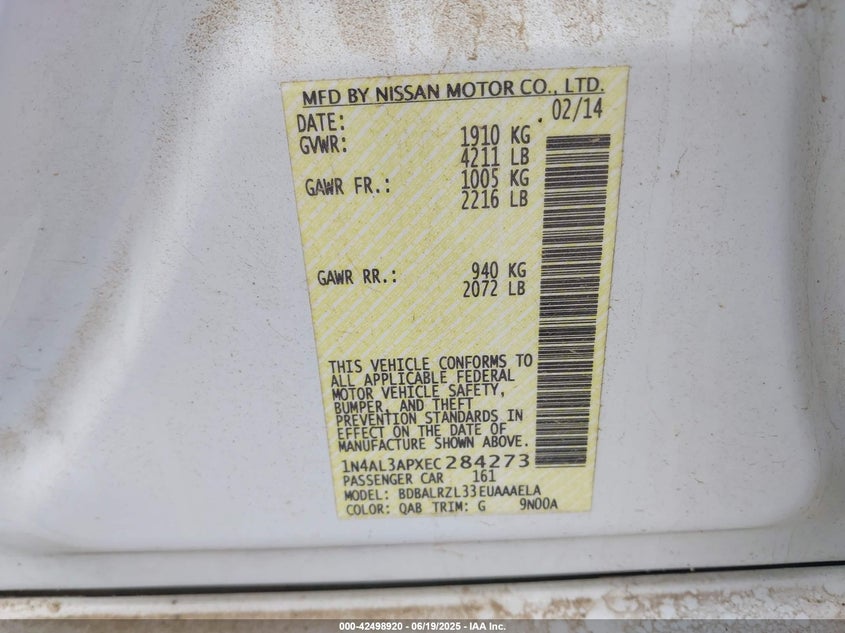 MFD BY NISSAN MOTOR CO., LTD.
DATE: 02/14
GVWR: 1910 KG
4211 LB
GAWR FR.: 1005 KG
2216 LB
GAWR RR.: 940 KG
2072 LB
THIS VEHICLE CONFORMS TO
ALL APPLICABLE FEDERAL
MOTOR VEHICLE SAFETY,
BUMPER, AND THEFT
PREVENTION STANDARDS IN
EFFECT ON THE DATE OF
MANUFACTURE SHOWN ABOVE.
1N4AL3APXEC284273
PASSENGER CAR 161
MODEL: BDBALRZL33EUAAAELA
COLOR: QAB TRIM: G 9N00A
000-42498920 - 06/19/2025 - IAA Inc.